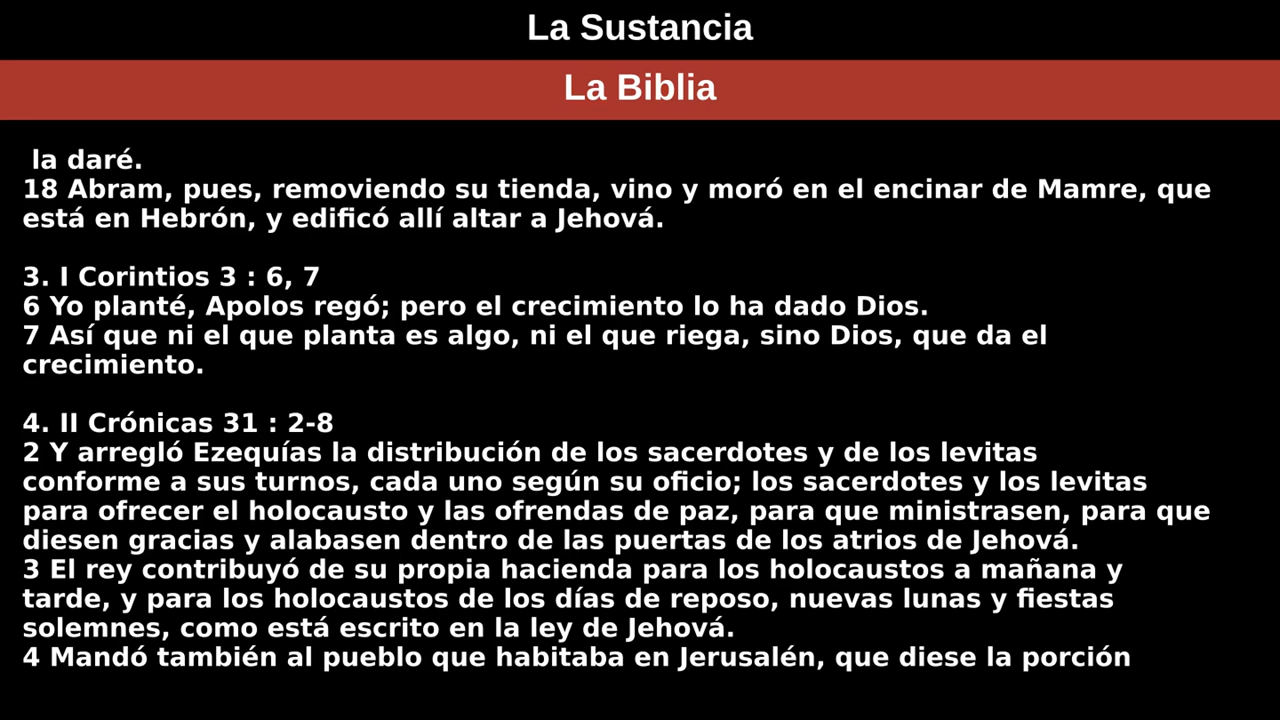 La Sustancia
La Biblia
la daré.
18 Abram, pues, removiendo su tienda, vino y moró en el encinar de Mamre, que
está en Hebrón, y edificó allí altar a Jehová.
3. I Corintios 3 : 6, 7
6 Yo planté, Apolos regó; pero el crecimiento lo ha dado Dios.
7 Así que ni el que planta es algo, ni el que riega, sino Dios, que da el
crecimiento.
4. II Crónicas 31 : 2-8
2 Y arregló Ezequías la distribución de los sacerdotes y de los levitas
conforme a sus turnos, cada uno según su oficio; los sacerdotes y los levitas
para ofrecer el holocausto y las ofrendas de paz, para que ministrasen, para que
diesen gracias y alabasen dentro de las puertas de los atrios de Jehová.
3 El rey contribuyó de su propia hacienda para los holocaustos a mañana y
tarde, y para los holocaustos de los días de reposo, nuevas lunas y fiestas
solemnes, como está escrito en la ley de Jehová.
4 Mandó también al pueblo que habitaba en Jerusalén, que diese la porción